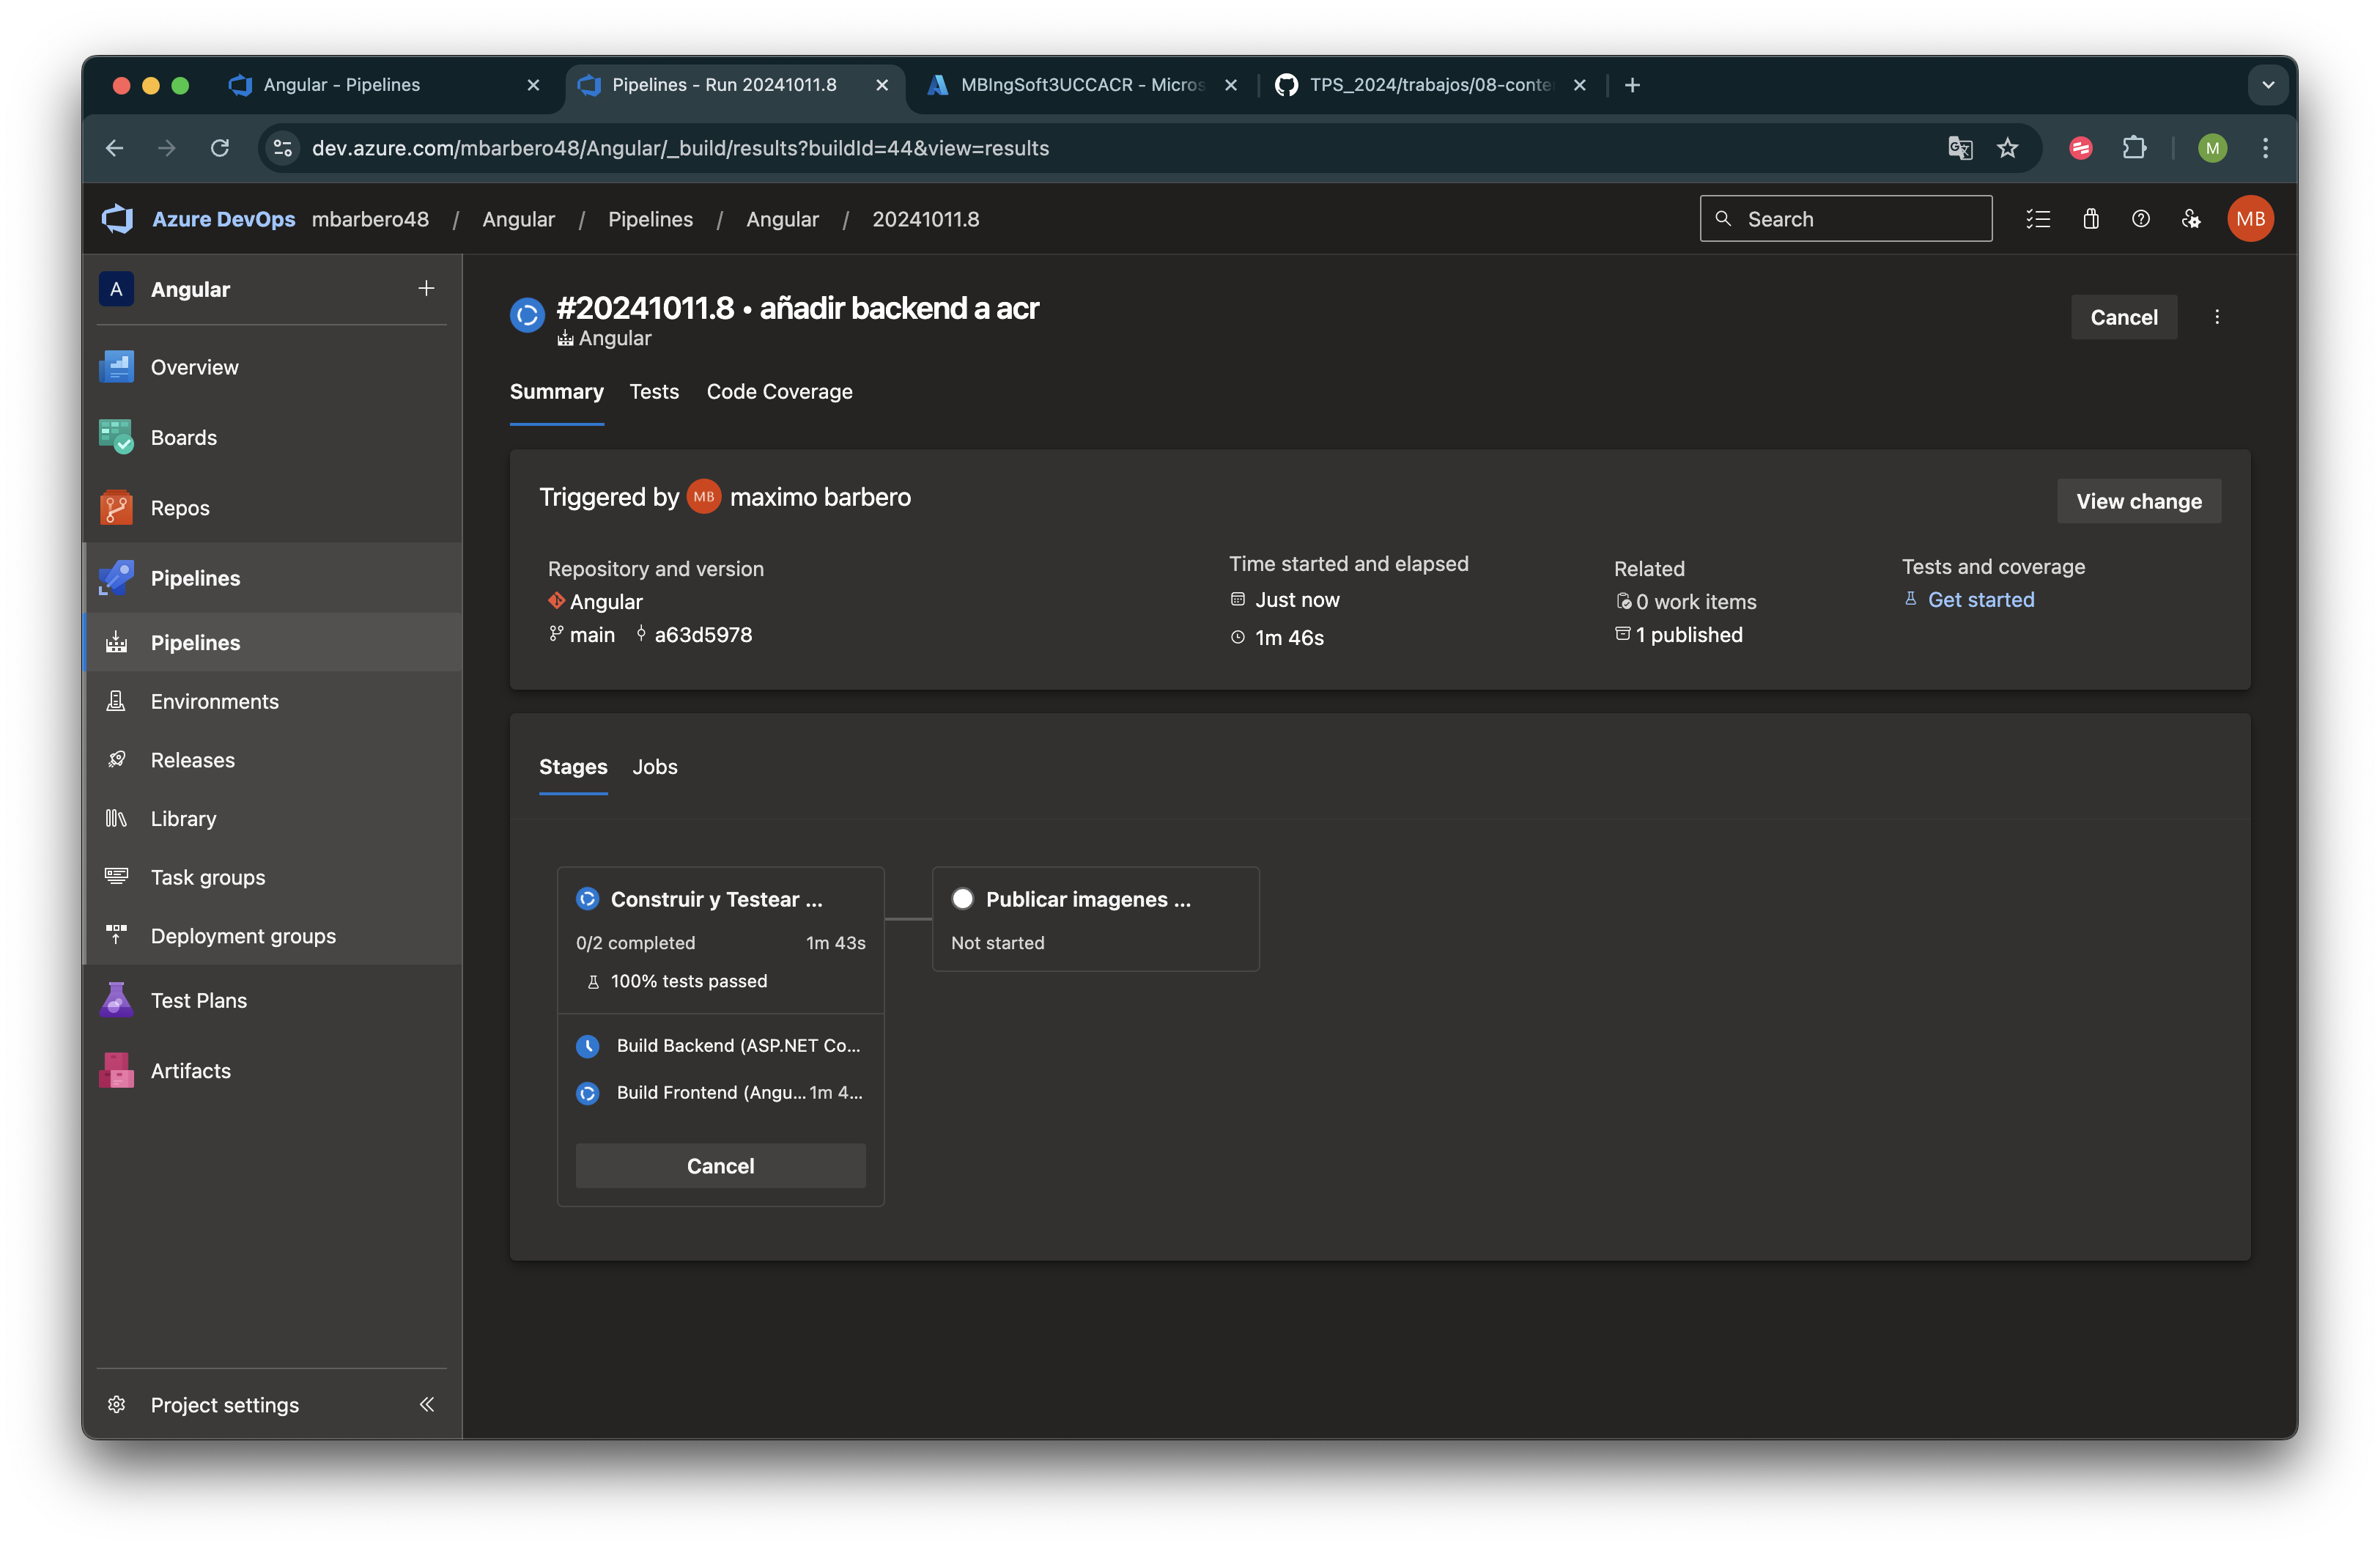 Angular - Pipelines
Pipelines - Run 20241011.8
MBIngSoft3UCCACR - Micros
TPS_2024/trabajos/08-conte
dev.azure.com/mbarbero48/Angular/_build/results?buildId=44&view=results
M
Azure DevOps mbarbero48 / Angular / Pipelines / Angular / 20241011.8
Search
MB
A Angular
Overview
Boards
Repos
Pipelines
Pipelines
Environments
Releases
Library
Task groups
Deployment groups
Test Plans
Artifacts
Project settings
#20241011.8 • añadir backend a acr
Angular
Cancel
Summary Tests Code Coverage
Triggered by MB maximo barbero
View change
Repository and version
Angular
main a63d5978
Time started and elapsed
Just now
1m 46s
Related
0 work items
1 published
Tests and coverage
Get started
Stages Jobs
Construir y Testear ...
0/2 completed 1m 43s
100% tests passed
Build Backend (ASP.NET Co...
Build Frontend (Angu... 1m 4...
Cancel
Publicar imagenes ...
Not started